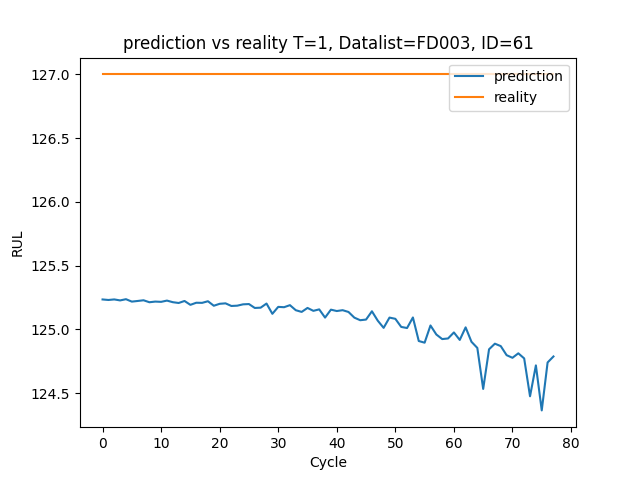 prediction vs reality T=1, Datalist=FD003, ID=61
127.0
126.5
126.0
125.5
125.0
124.5
RUL
prediction
reality
0 10 20 30 40 50 60 70 80
Cycle